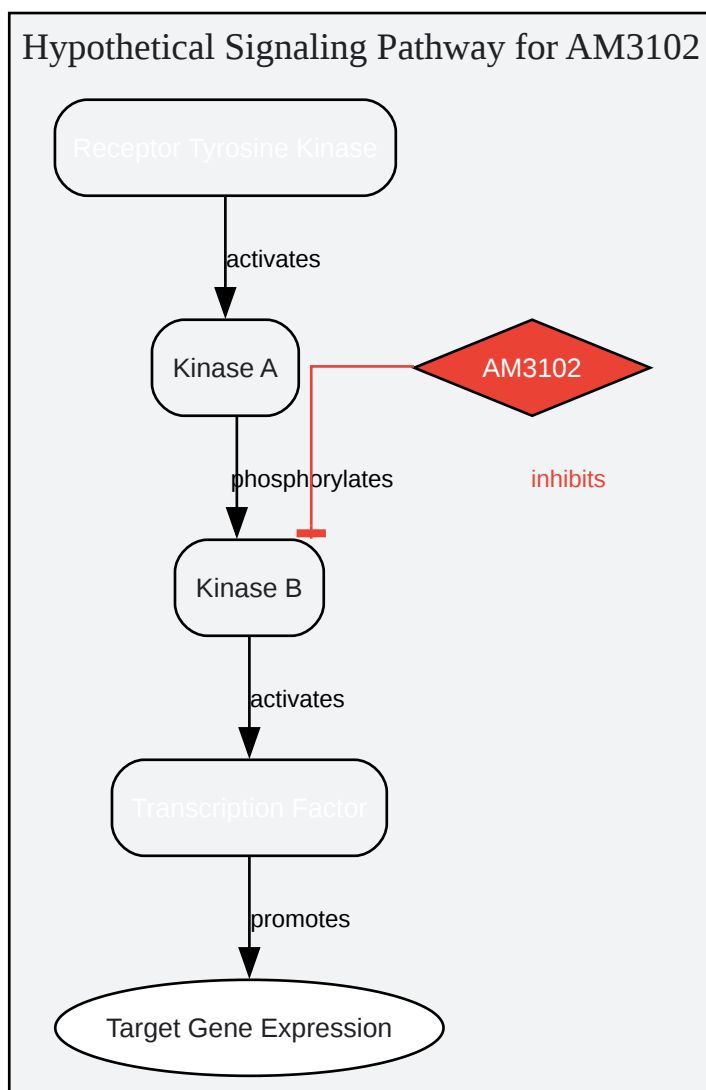 Hypothetical Signaling Pathway for AM3102
Receptor Tyrosine Kinase
activates
Kinase A
AM3102
phosphorylates
inhibits
Kinase B
activates
Transcription Factor
promotes
Target Gene Expression